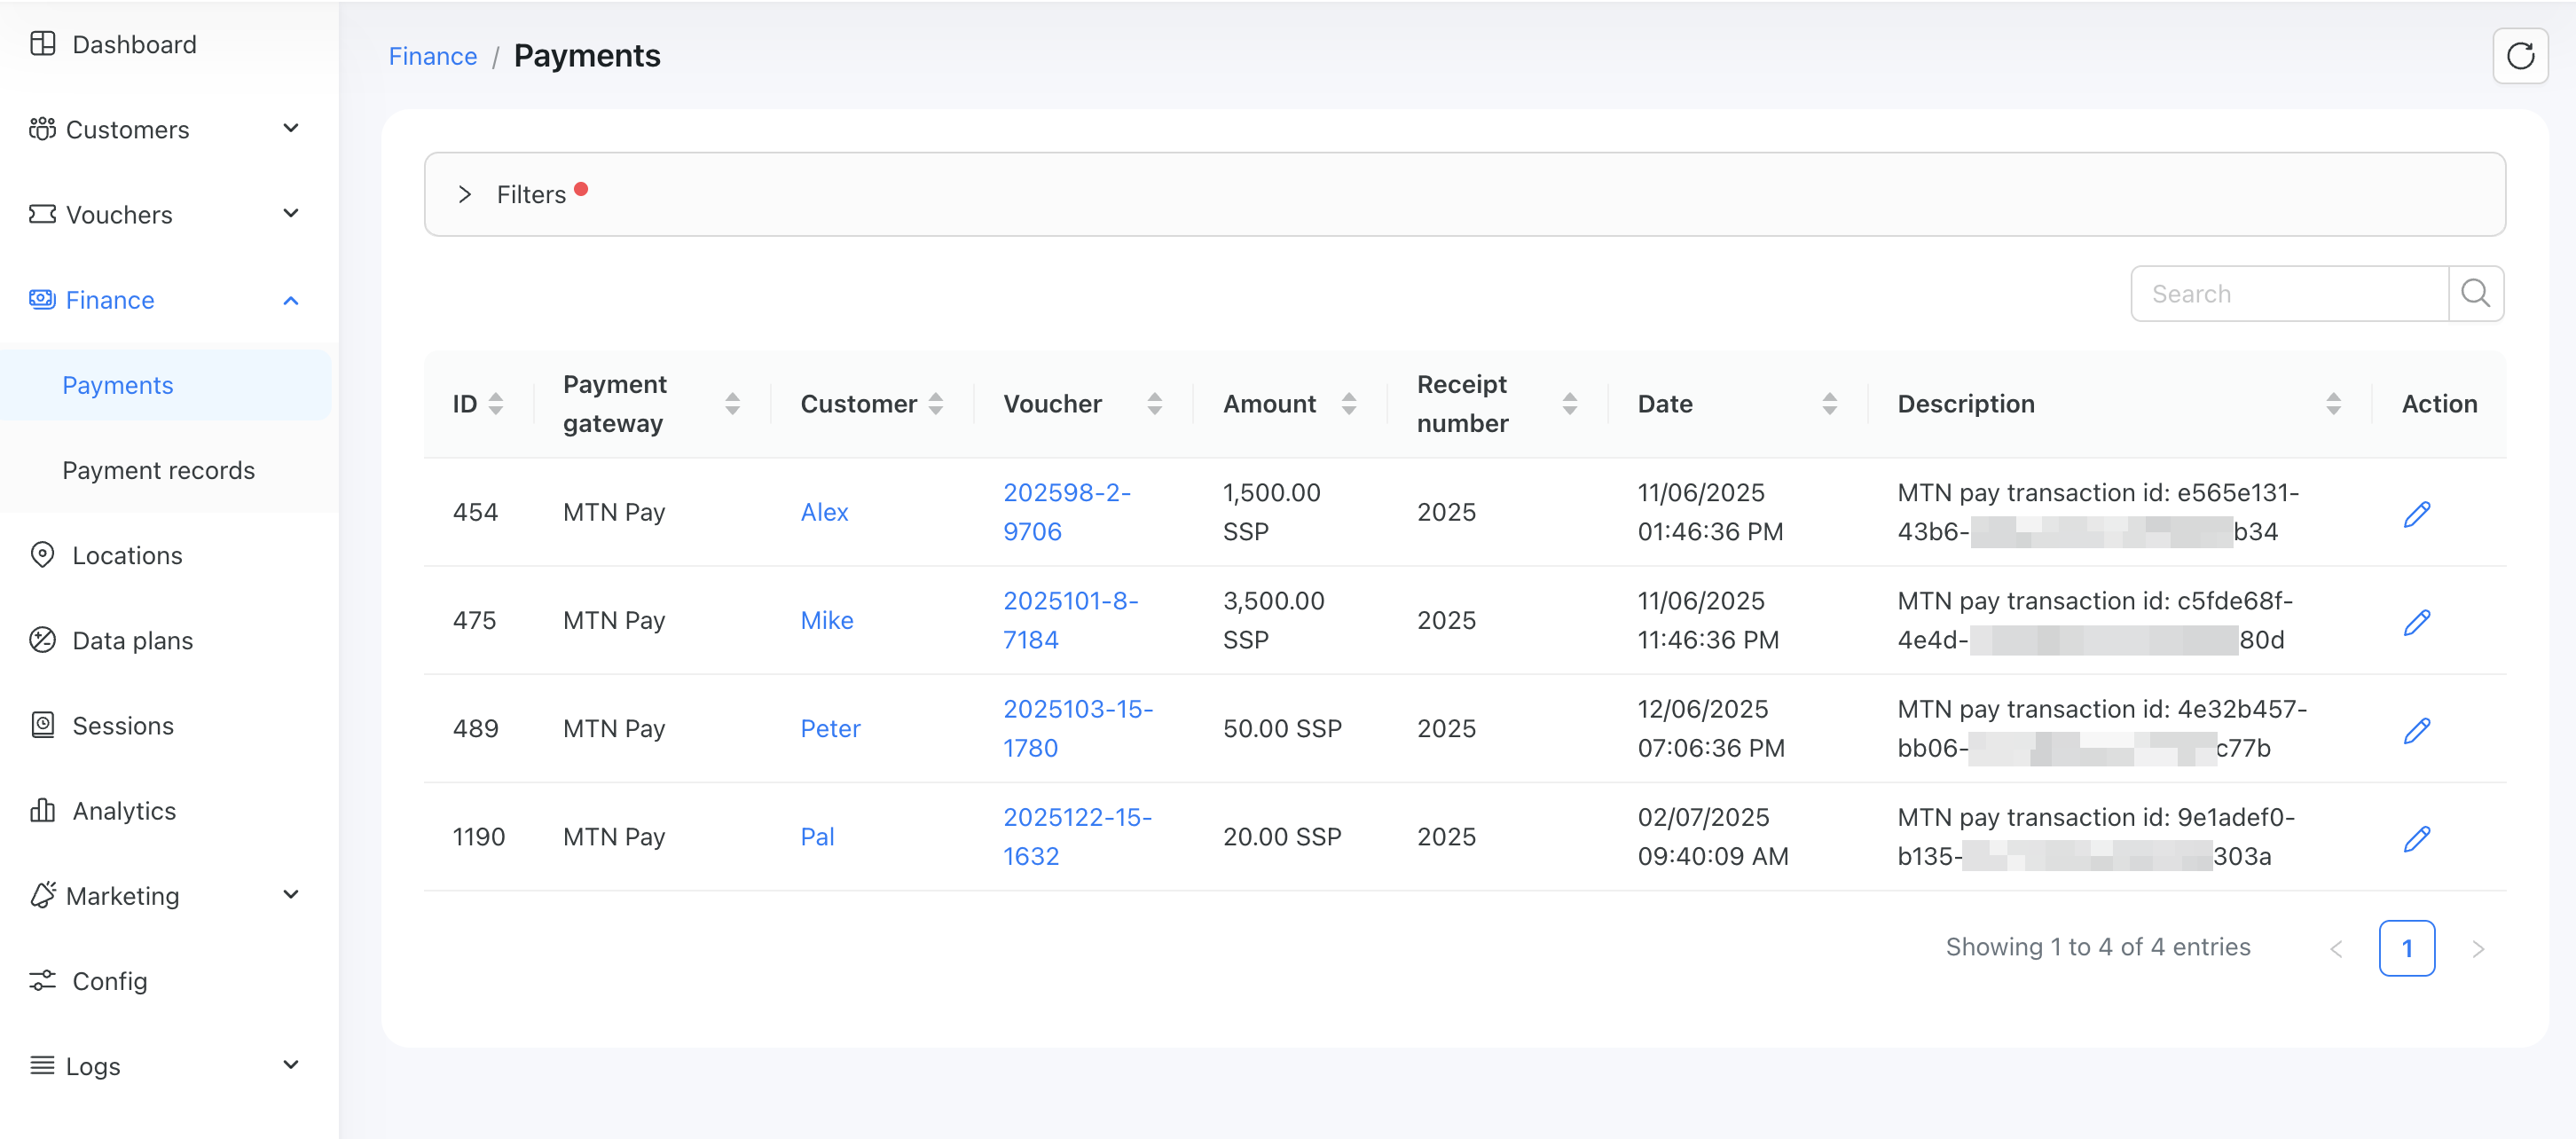 Dashboard
Customers
Vouchers
Finance
Payments
Payment records
Locations
Data plans
Sessions
Analytics
Marketing
Config
Logs
Finance / Payments
Filters
Search
ID
Payment
gateway
Customer
Voucher
Amount
Receipt
number
Date
Description
Action
454
MTN Pay
Alex
202598-2-
9706
1,500.00
SSP
2025
11/06/2025
01:46:36 PM
MTN pay transaction id: e565e131-
43b6- b34
475
MTN Pay
Mike
2025101-8-
7184
3,500.00
SSP
2025
11/06/2025
11:46:36 PM
MTN pay transaction id: c5fde68f-
4e4d- 80d
489
MTN Pay
Peter
2025103-15-
1780
50.00 SSP
2025
12/06/2025
07:06:36 PM
MTN pay transaction id: 4e32b457-
bb06- c77b
1190
MTN Pay
Pal
2025122-15-
1632
20.00 SSP
2025
02/07/2025
09:40:09 AM
MTN pay transaction id: 9e1adef0-
b135- 303a
Showing 1 to 4 of 4 entries
1